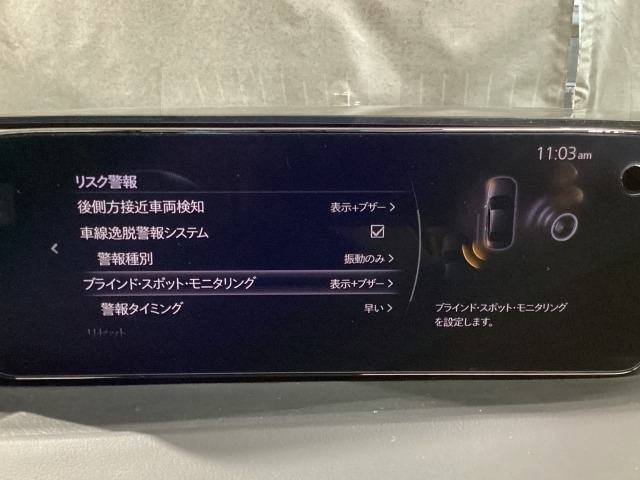 11:03am
リスク警報
後側方接近車両検知 表示+ブザー
車線逸脱警報システム
警報種別 振動のみ
ブラインド・スポット・モニタリング 表示+ブザー
警報タイミング 早い
リセット
ブラインド・スポット・モニタリング
を設定します。